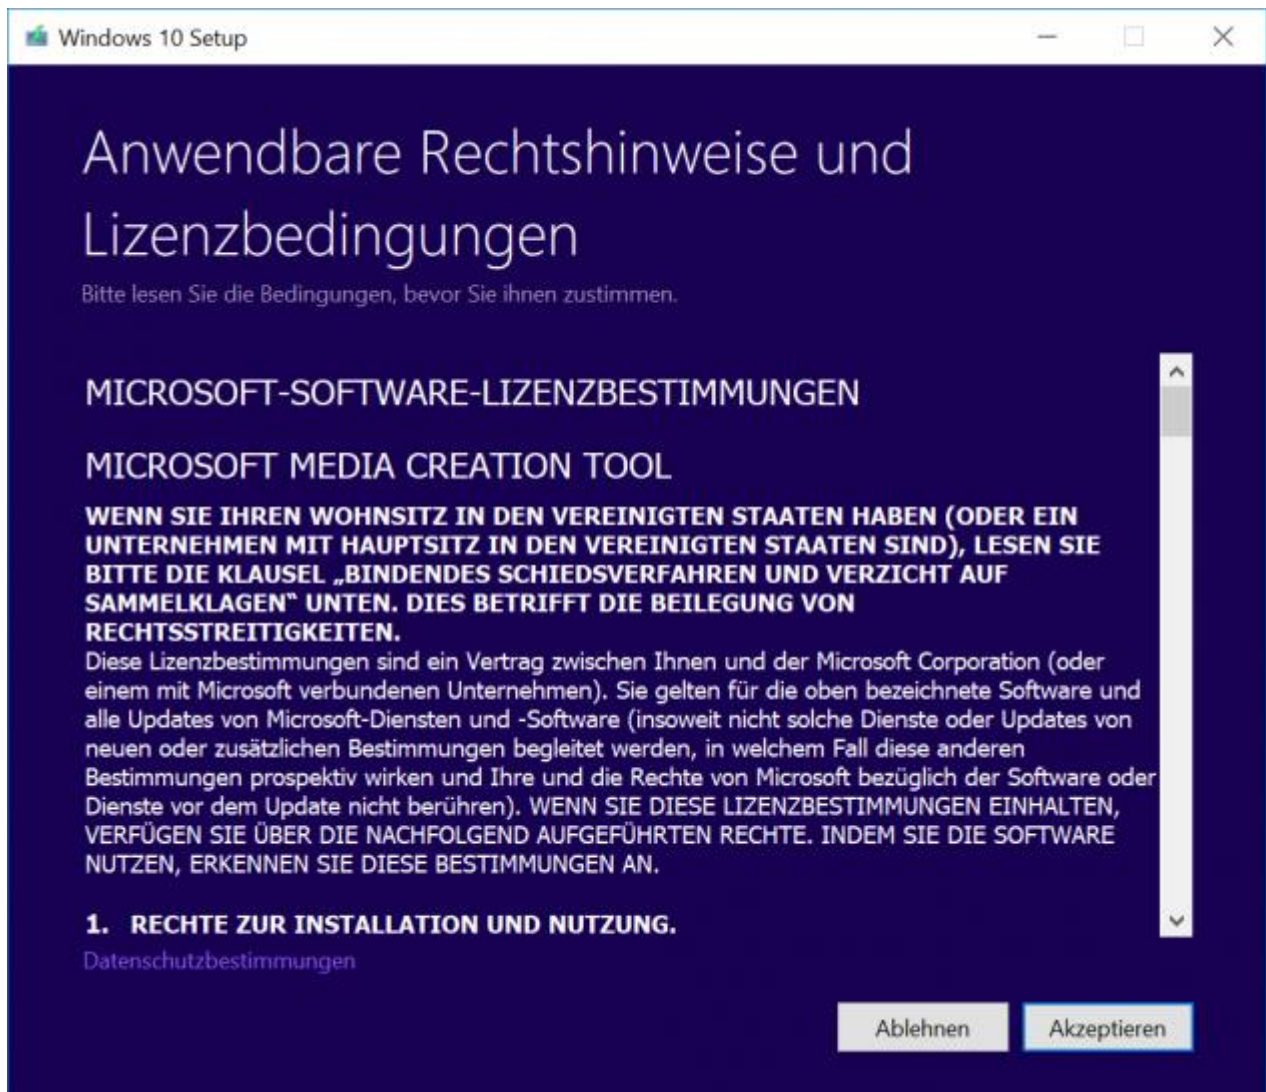 Windows 10 Setup
Anwendbare Rechtshinweise und
Lizenzbedingungen
Bitte lesen Sie die Bedingungen, bevor Sie ihnen zustimmen.
MICROSOFT-SOFTWARE-LIZENZBESTIMMUNGEN
MICROSOFT MEDIA CREATION TOOL
WENN SIE IHREN WOHNSITZ IN DEN VEREINIGTEN STAATEN HABEN (ODER EIN
UNTERNEHMEN MIT HAUPTSITZ IN DEN VEREINIGTEN STAATEN SIND), LESEN SIE
BITTE DIE KLAUSEL „BINDENDES SCHIEDSVERFAHREN UND VERZICHT AUF
SAMMELKLAGEN“ UNTEN. DIES BETRIFFT DIE BEILEGUNG VON
RECHTSSTREITIGKEITEN.
Diese Lizenzbestimmungen sind ein Vertrag zwischen Ihnen und der Microsoft Corporation (oder
einem mit Microsoft verbundenen Unternehmen). Sie gelten für die oben bezeichnete Software und
alle Updates von Microsoft-Diensten und -Software (insoweit nicht solche Dienste oder Updates von
neuen oder zusätzlichen Bestimmungen begleitet werden, in welchem Fall diese anderen
Bestimmungen prospektiv wirken und Ihre und die Rechte von Microsoft bezüglich der Software oder
Dienste vor dem Update nicht berühren). WENN SIE DIESE LIZENZBESTIMMUNGEN EINHALTEN,
VERFÜGEN SIE ÜBER DIE NACHFOLGEND AUFGEFÜHRTEN RECHTE. INDEM SIE DIE SOFTWARE
NUTZEN, ERKENNEN SIE DIESE BESTIMMUNGEN AN.
1. RECHTE ZUR INSTALLATION UND NUTZUNG.
Datenschutzbestimmungen
Ablehnen Akzeptieren